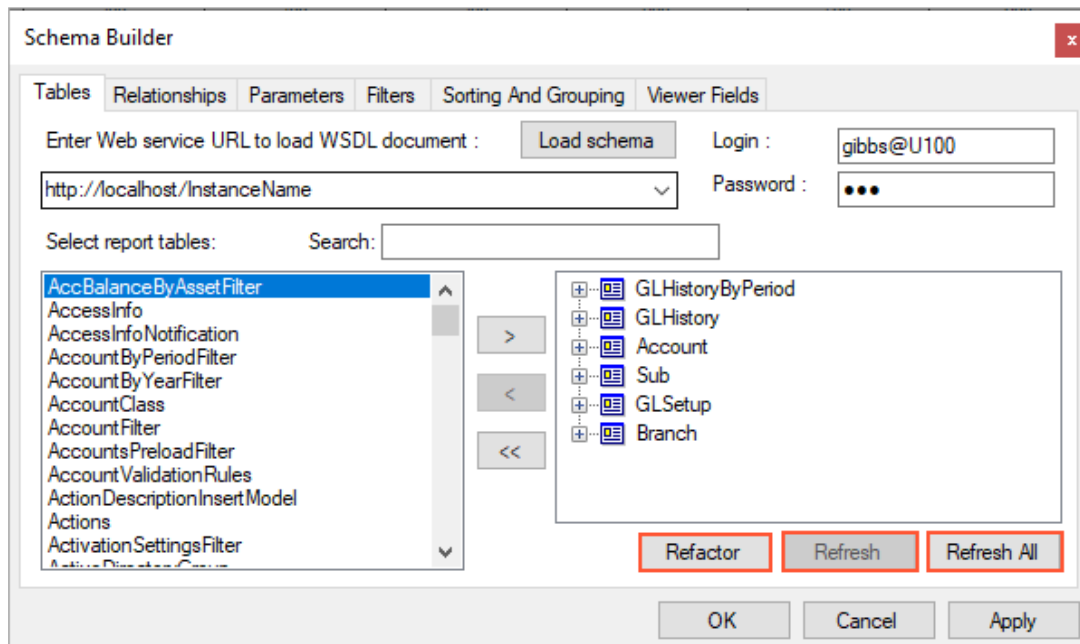 Schema Builder
x
Tables Relationships Parameters Filters Sorting And Grouping Viewer Fields
Enter Web service URL to load WSDL document : Load schema Login : gibbs@U100
http://localhost/InstanceName Password : ●●●
Select report tables: Search:
AccBalanceByAssetFilter
AccessInfo
AccessInfoNotification
AccountByPeriodFilter
AccountByYearFilter
AccountClass
AccountFilter
AccountsPreloadFilter
AccountValidationRules
ActionDescriptionInsertModel
Actions
ActivationSettingsFilter
>
<
<<
GLHistoryByPeriod
GLHistory
Account
Sub
GLSetup
Branch
Refactor Refresh Refresh All
OK Cancel Apply